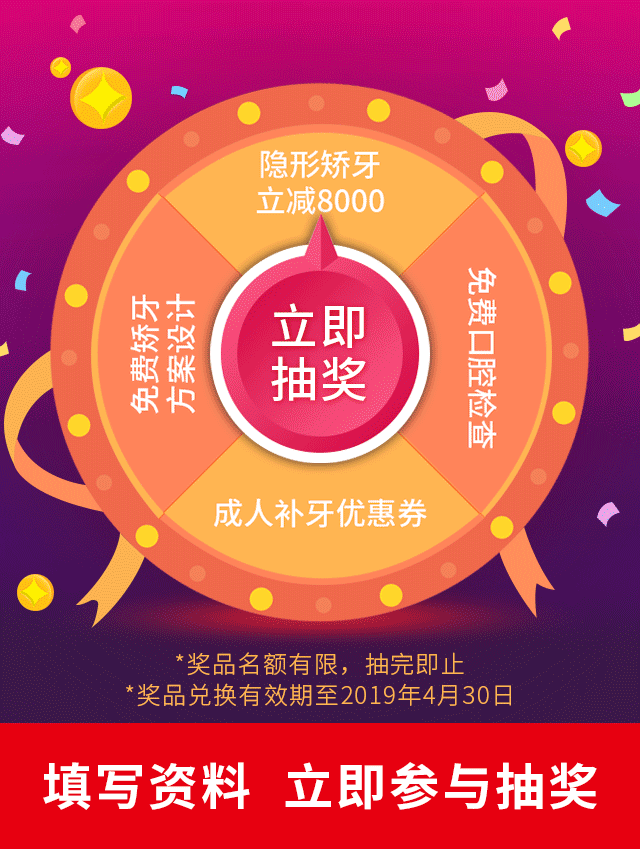 隐形矫牙
立减8000
免费矫牙
方案设计
立即
抽奖
免费口腔检查
成人补牙优惠券
*奖品名额有限，抽完即止
*奖品兑换有效期至2019年4月30日
填写资料 立即参与抽奖